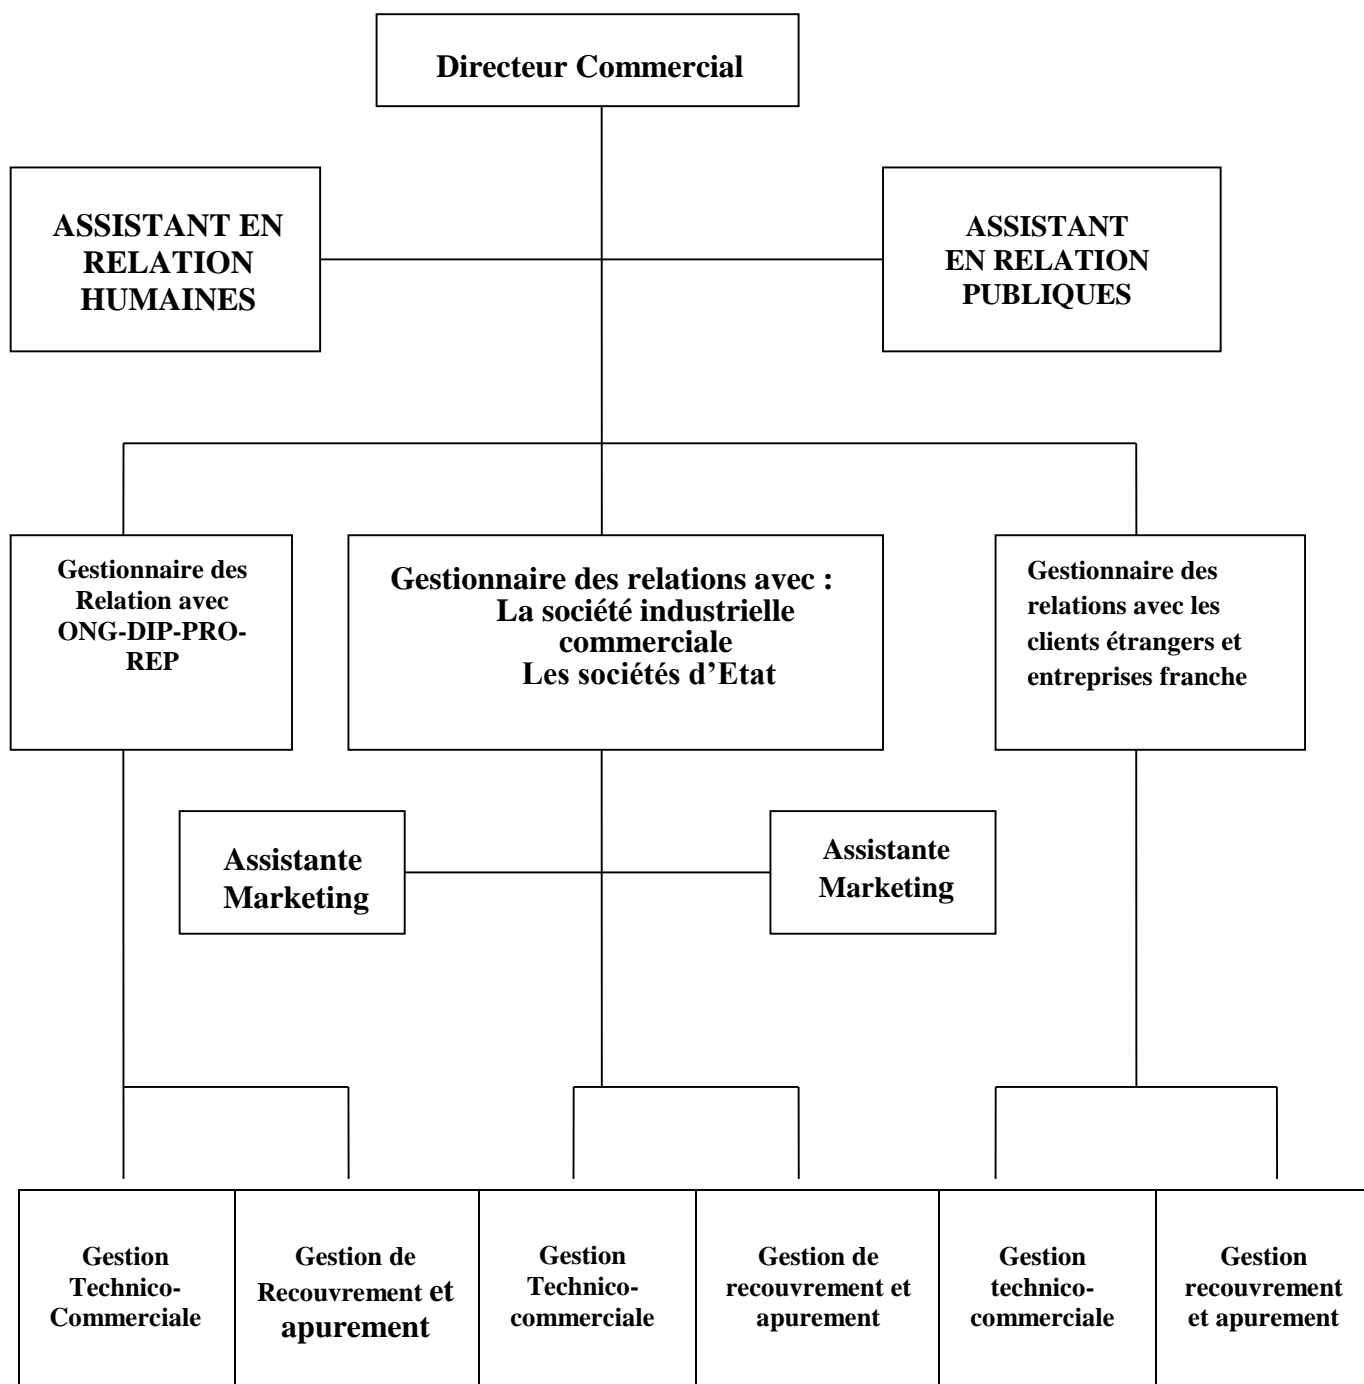 Directeur Commercial
ASSISTANT EN
RELATION
HUMAINES
ASSISTANT
EN RELATION
PUBLIQUES
Gestionnaire des
Relation avec
ONG-DIP-PRO-
REP
Gestionnaire des relations avec :
La société industrielle
commerciale
Les sociétés d’Etat
Gestionnaire des
relations avec les
clients étrangers et
entreprises franche
Assistante
Marketing
Assistante
Marketing
Gestion
Technico-
Commerciale
Gestion de
Recouvrement et
apurement
Gestion
Technico-
commerciale
Gestion de
recouvrement et
apurement
Gestion
technico-
commerciale
Gestion
recouvrement
et apurement